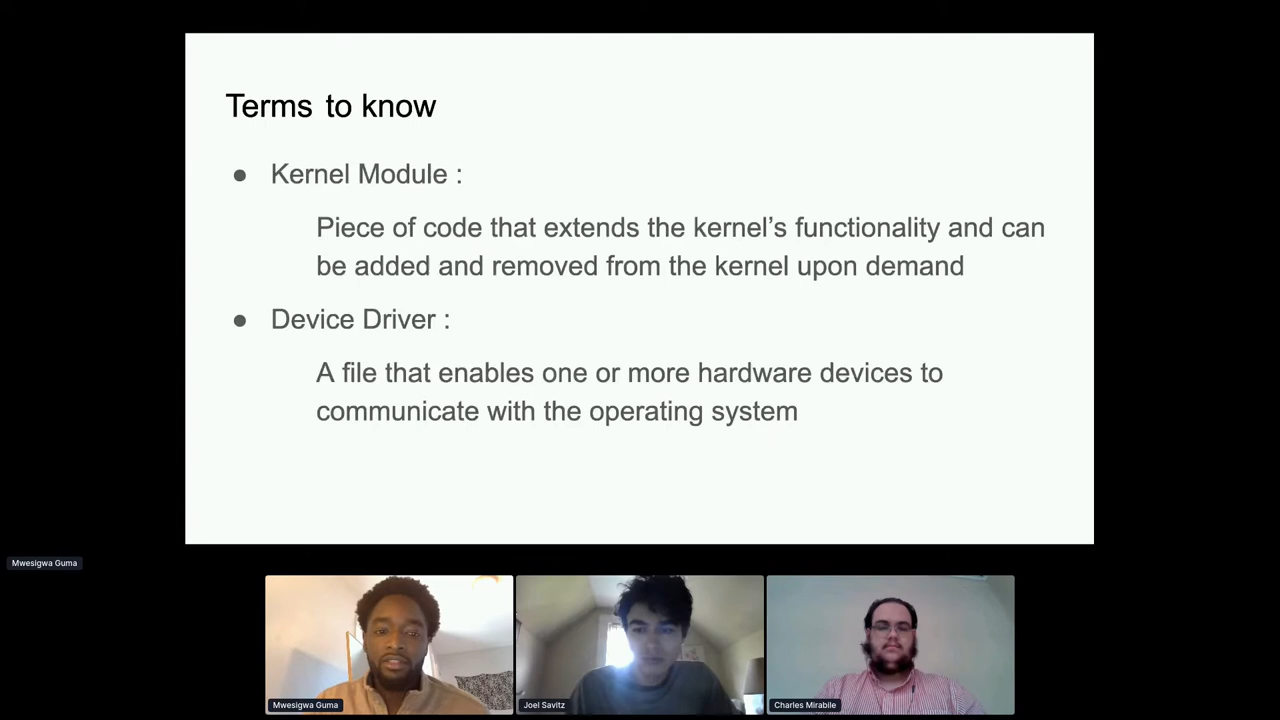 Terms to know
● Kernel Module :
Piece of code that extends the kernel’s functionality and can
be added and removed from the kernel upon demand
● Device Driver :
A file that enables one or more hardware devices to
communicate with the operating system
Mwesigwa Guma
Mwesigwa Guma
Joel Savitz
Charles Mirabile